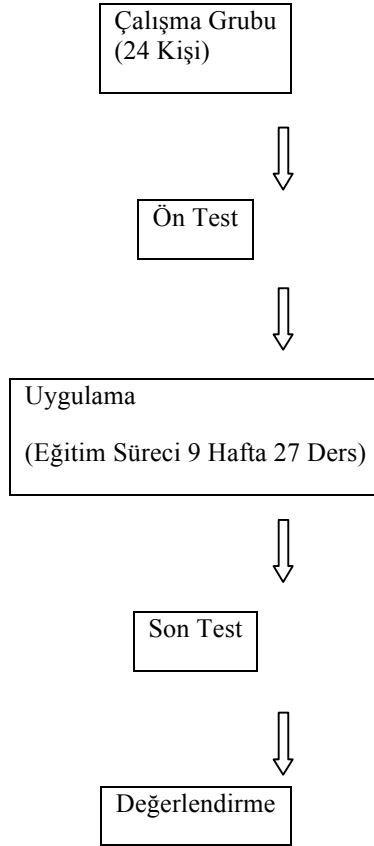 Çalışma Grubu
(24 Kişi)
Ön Test
Uygulama
(Eğitim Süreci 9 Hafta 27 Ders)
Son Test
Değerlendirme